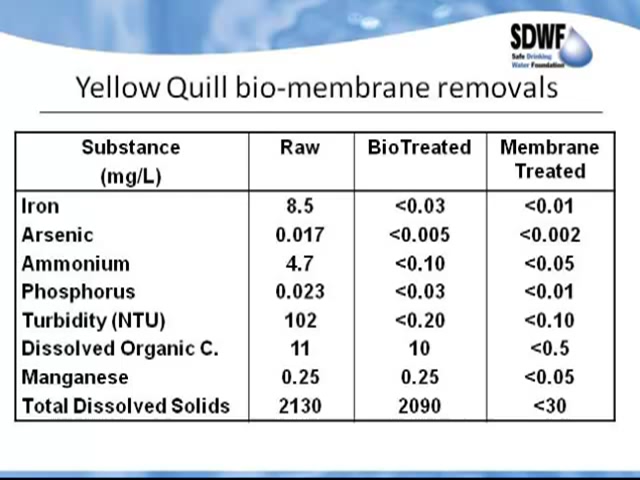 SDWF
Safe Drinking
Water Foundation
Yellow Quill bio-membrane removals
Substance (mg/L) Raw BioTreated Membrane Treated
Iron 8.5 <0.03 <0.01
Arsenic 0.017 <0.005 <0.002
Ammonium 4.7 <0.10 <0.05
Phosphorus 0.023 <0.03 <0.01
Turbidity (NTU) 102 <0.20 <0.10
Dissolved Organic C. 11 10 <0.5
Manganese 0.25 0.25 <0.05
Total Dissolved Solids 2130 2090 <30